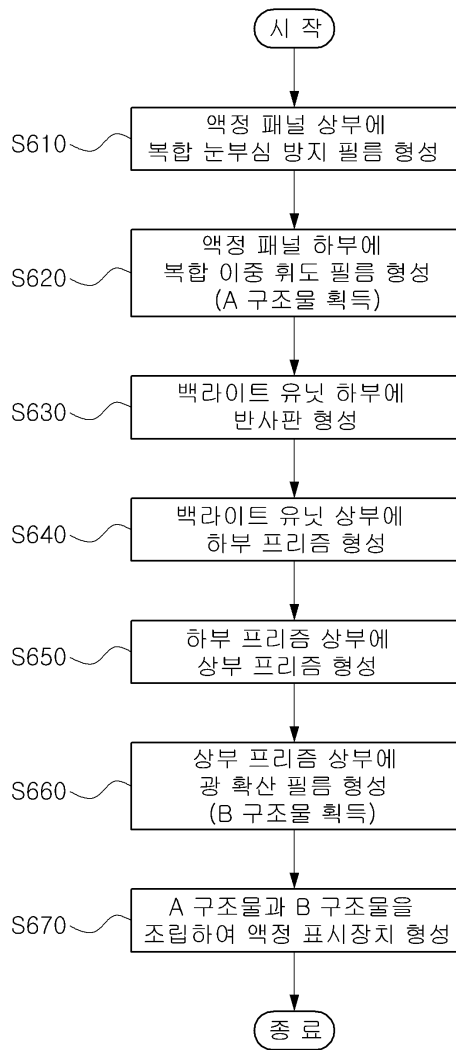 시 작
S610
액정 패널 상부에
복합 눈부심 방지 필름 형성
S620
액정 패널 하부에
복합 이중 휘도 필름 형성
(A 구조물 획득)
S630
백라이트 유닛 하부에
반사판 형성
S640
백라이트 유닛 상부에
하부 프리즘 형성
S650
하부 프리즘 상부에
상부 프리즘 형성
S660
상부 프리즘 상부에
광 확산 필름 형성
(B 구조물 획득)
S670
A 구조물과 B 구조물을
조립하여 액정 표시장치 형성
종 료